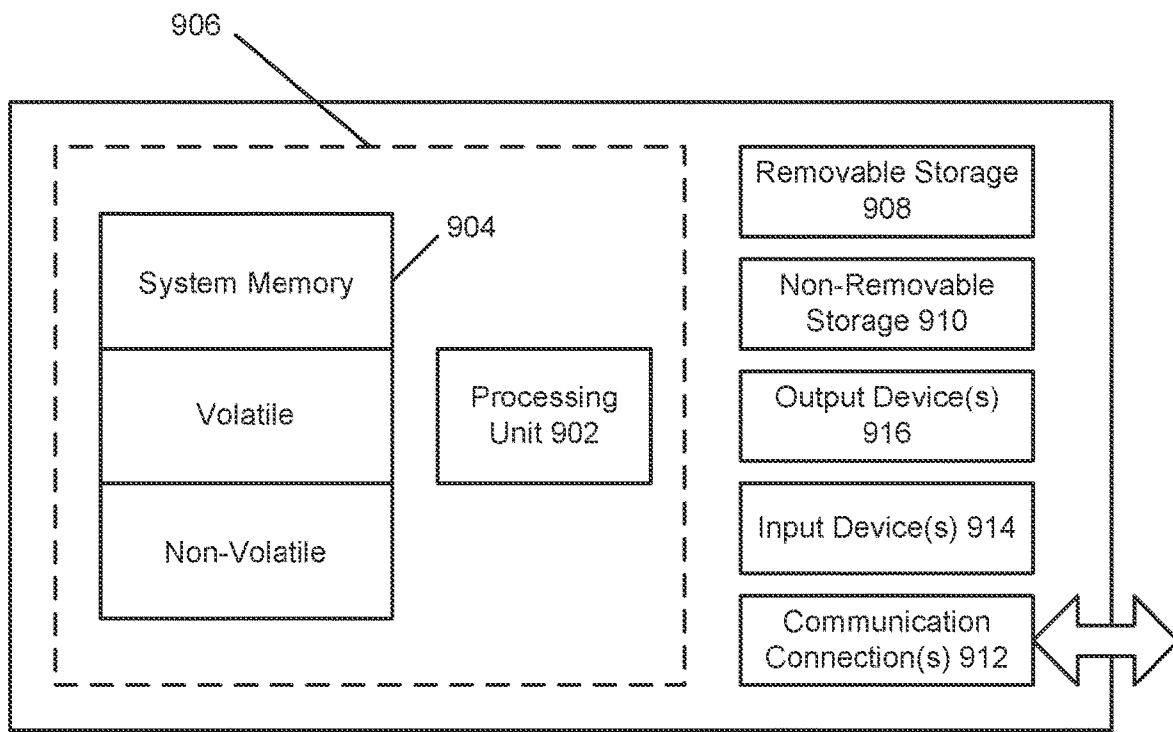 906
904
System Memory
Volatile
Non-Volatile
Processing
Unit 902
Removable Storage
908
Non-Removable
Storage 910
Output Device(s)
916
Input Device(s) 914
Communication
Connection(s) 912